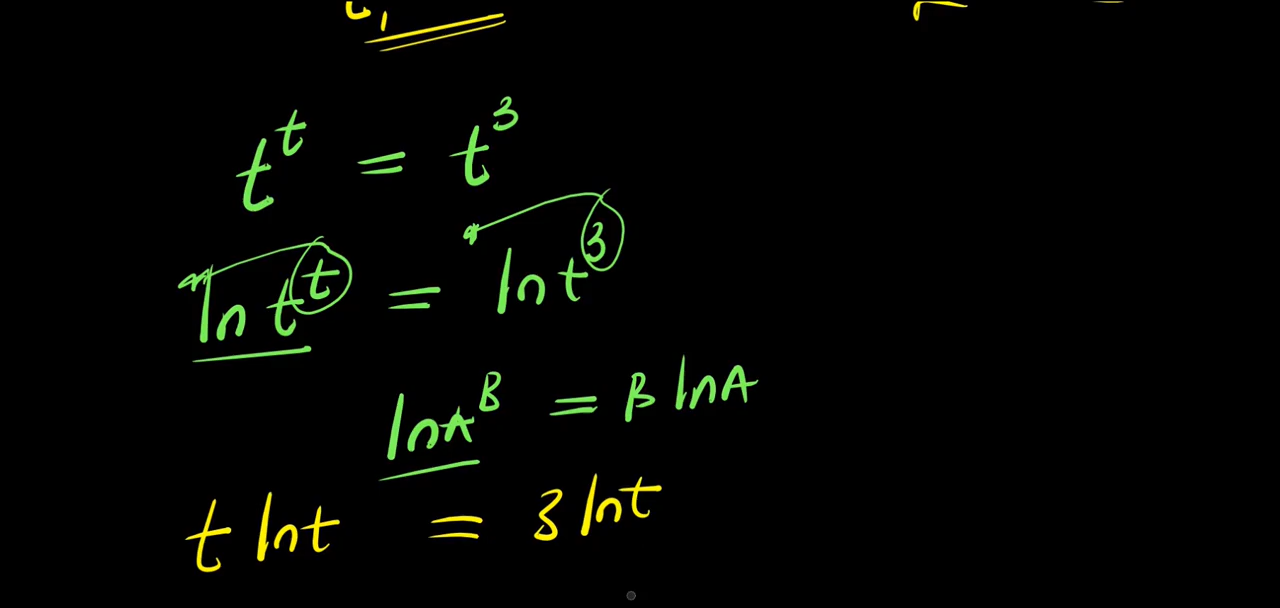 t^t = t^3
ln t^t = ln t^3
ln A^B = B ln A
t ln t = 3 ln t